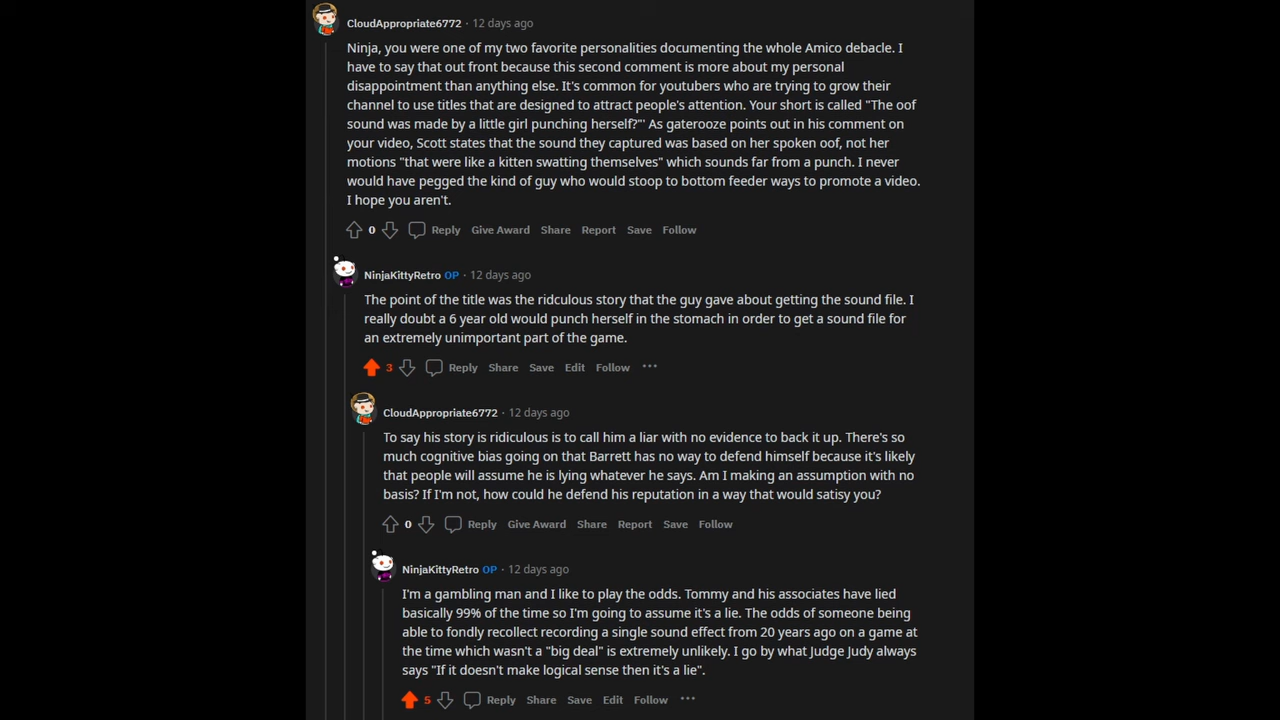 CloudAppropriate6772 · 12 days ago
Ninja, you were one of my two favorite personalities documenting the whole Amico debacle. I
have to say that out front because this second comment is more about my personal
disappointment than anything else. It's common for youtubers who are trying to grow their
channel to use titles that are designed to attract people's attention. Your short is called "The oof
sound was made by a little girl punching herself?"' As gaterooze points out in his comment on
your video, Scott states that the sound they captured was based on her spoken oof, not her
motions "that were like a kitten swatting themselves" which sounds far from a punch. I never
would have pegged the kind of guy who would stoop to bottom feeder ways to promote a video.
I hope you aren't.
0 Reply Give Award Share Report Save Follow
NinjaKittyRetro OP · 12 days ago
The point of the title was the ridculous story that the guy gave about getting the sound file. I
really doubt a 6 year old would punch herself in the stomach in order to get a sound file for
an extremely unimportant part of the game.
3 Reply Share Save Edit Follow ···
CloudAppropriate6772 · 12 days ago
To say his story is ridiculous is to call him a liar with no evidence to back it up. There's so
much cognitive bias going on that Barrett has no way to defend himself because it's likely
that people will assume he is lying whatever he says. Am I making an assumption with no
basis? If I'm not, how could he defend his reputation in a way that would satisy you?
0 Reply Give Award Share Report Save Follow
NinjaKittyRetro OP · 12 days ago
I'm a gambling man and I like to play the odds. Tommy and his associates have lied
basically 99% of the time so I'm going to assume it's a lie. The odds of someone being
able to fondly recollect recording a single sound effect from 20 years ago on a game at
the time which wasn't a "big deal" is extremely unlikely. I go by what Judge Judy always
says "If it doesn't make logical sense then it's a lie".
5 Reply Share Save Edit Follow ···